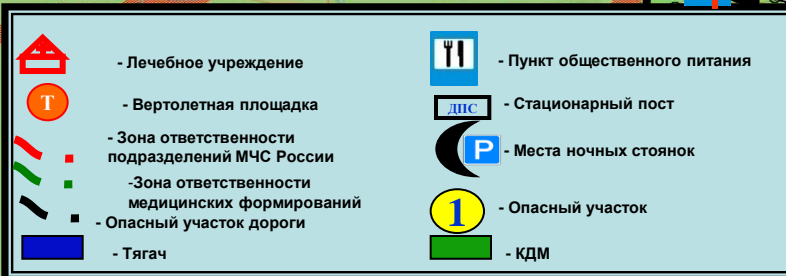 - Лечебное учреждение
Т
- Вертолетная площадка
- Зона ответственности
подразделений МЧС России
-Зона ответственности
медицинских формирований
- Опасный участок дороги
- Тягач
- Пункт общественного питания
ДПС
- Стационарный пост
P
- Места ночных стоянок
1
- Опасный участок
- КДМ